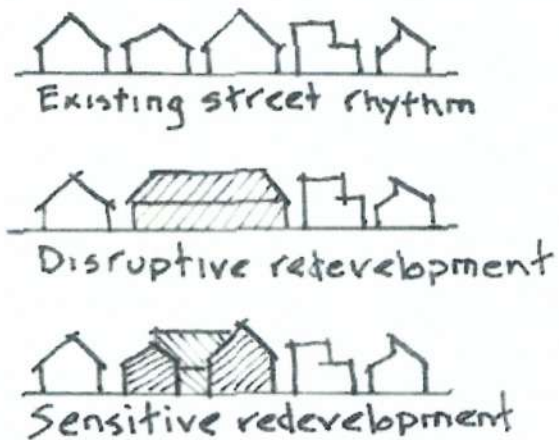 Existing street rhythm
Disruptive redevelopment
Sensitive redevelopment